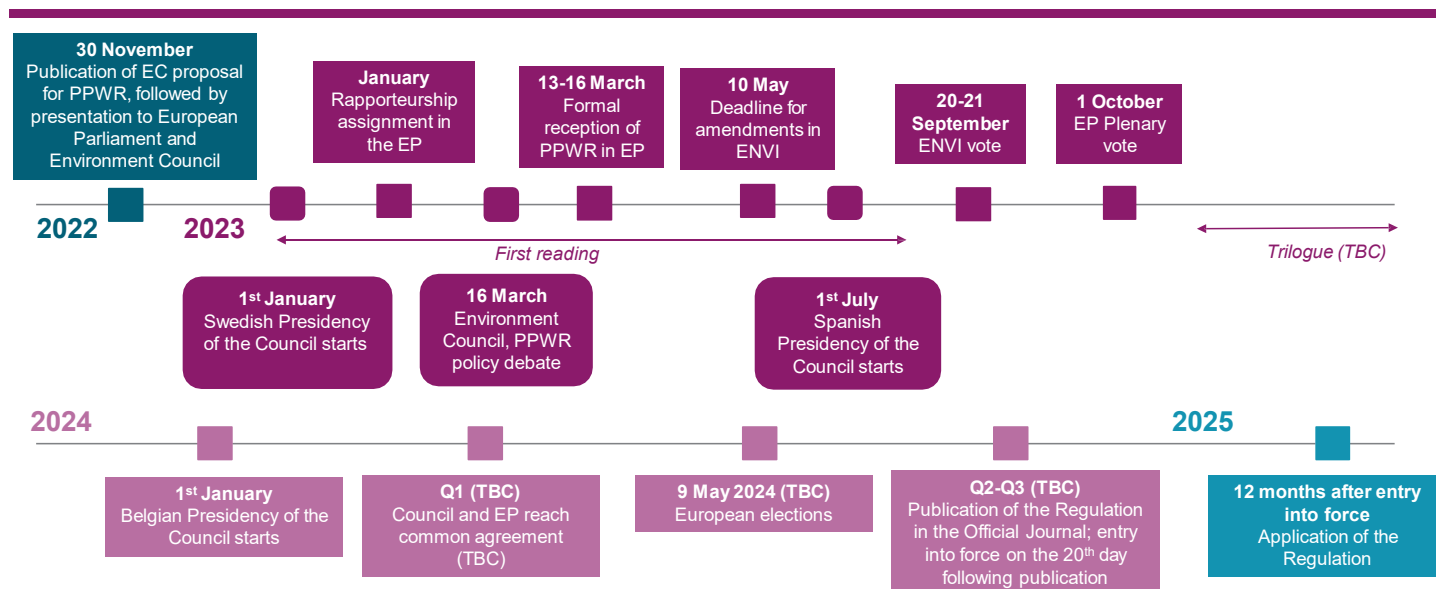 30 November
Publication of EC proposal
for PPWR, followed by
presentation to European
Parliament and
Environment Council
January
Rapporteurship
assignment in
the EP
13-16 March
Formal
reception of
PPWR in EP
10 May
Deadline for
amendments in
ENVI
20-21
September
ENVI vote
1 October
EP Plenary
vote
2022
2023
First reading
Trilogue (TBC)
1st January
Swedish Presidency
of the Council starts
16 March
Environment
Council, PPWR
policy debate
1st July
Spanish
Presidency of the
Council starts
2024
2025
1st January
Belgian Presidency of the
Council starts
Q1 (TBC)
Council and EP reach
common agreement
(TBC)
9 May 2024 (TBC)
European elections
Q2-Q3 (TBC)
Publication of the Regulation
in the Official Journal; entry
into force on the 20th day
following publication
12 months after entry
into force
Application of the
Regulation